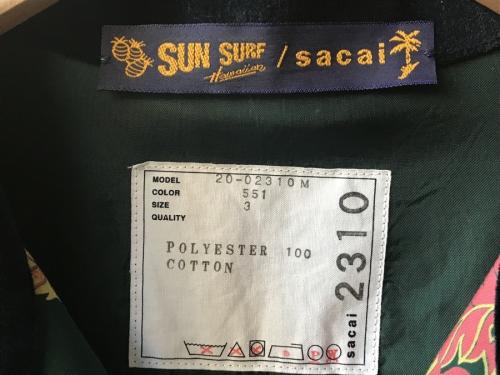 SUN SURF / sacai
Hawaiian
MODEL 20-02310M
COLOR 551
SIZE 3
QUALITY
POLYESTER 100
COTTON
sacai 2310
P W